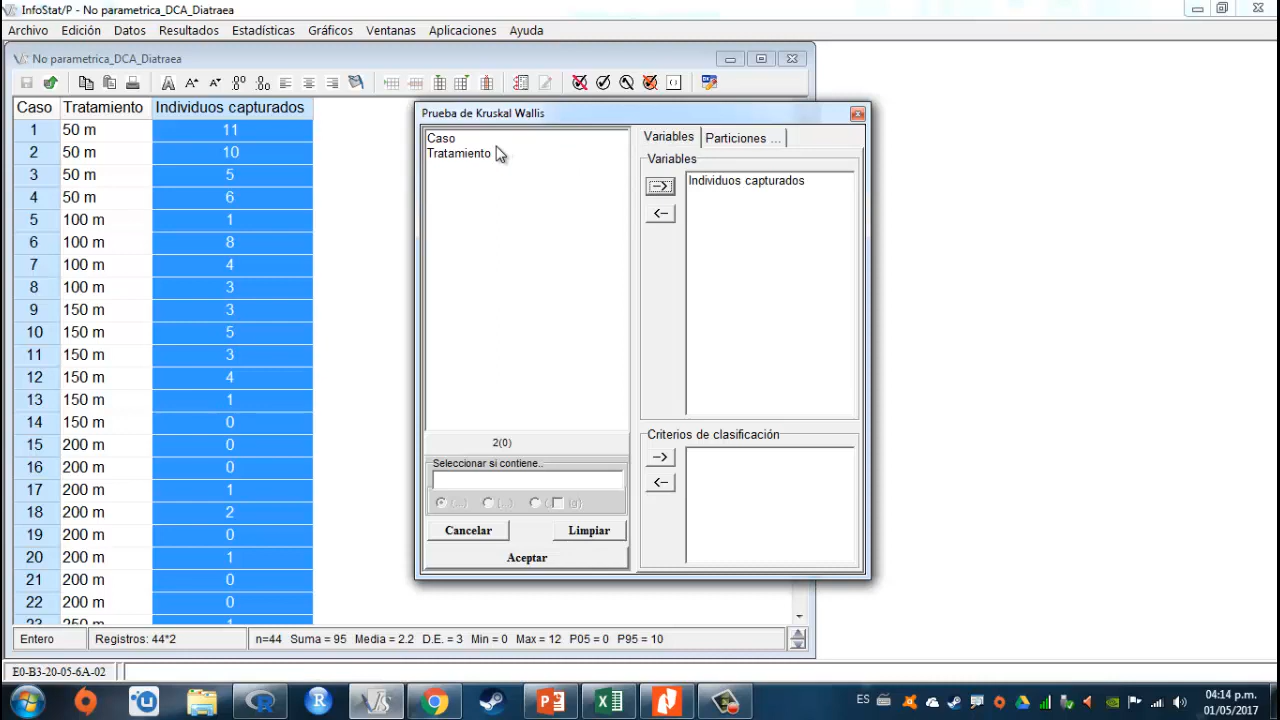 InfoStat/P - No parametrica_DCA_Diatraea
Archivo Edición Datos Resultados Estadísticas Gráficos Ventanas Aplicaciones Ayuda
No parametrica_DCA_Diatraea
Caso Tratamiento Individuos capturados
1 50 m 11
2 50 m 10
3 50 m 5
4 50 m 6
5 100 m 1
6 100 m 8
7 100 m 4
8 100 m 3
9 150 m 3
10 150 m 5
11 150 m 3
12 150 m 4
13 150 m 1
14 150 m 0
15 200 m 0
16 200 m 0
17 200 m 1
18 200 m 2
19 200 m 0
20 200 m 1
21 200 m 0
22 200 m 0
23 250 m 1
Entero Registros: 44*2 n=44 Suma = 95 Media = 2.2 D.E. = 3 Min = 0 Max = 12 P05 = 0 P95 = 10
E0-B3-20-05-6A-02
Prueba de Kruskal Wallis
Caso
Tratamiento
2(0)
Seleccionar si contiene..
Cancelar Limpiar
Aceptar
Variables Particiones ...
Variables
Individuos capturados
Criterios de clasificación
ES
04:14 p.m.
01/05/2017